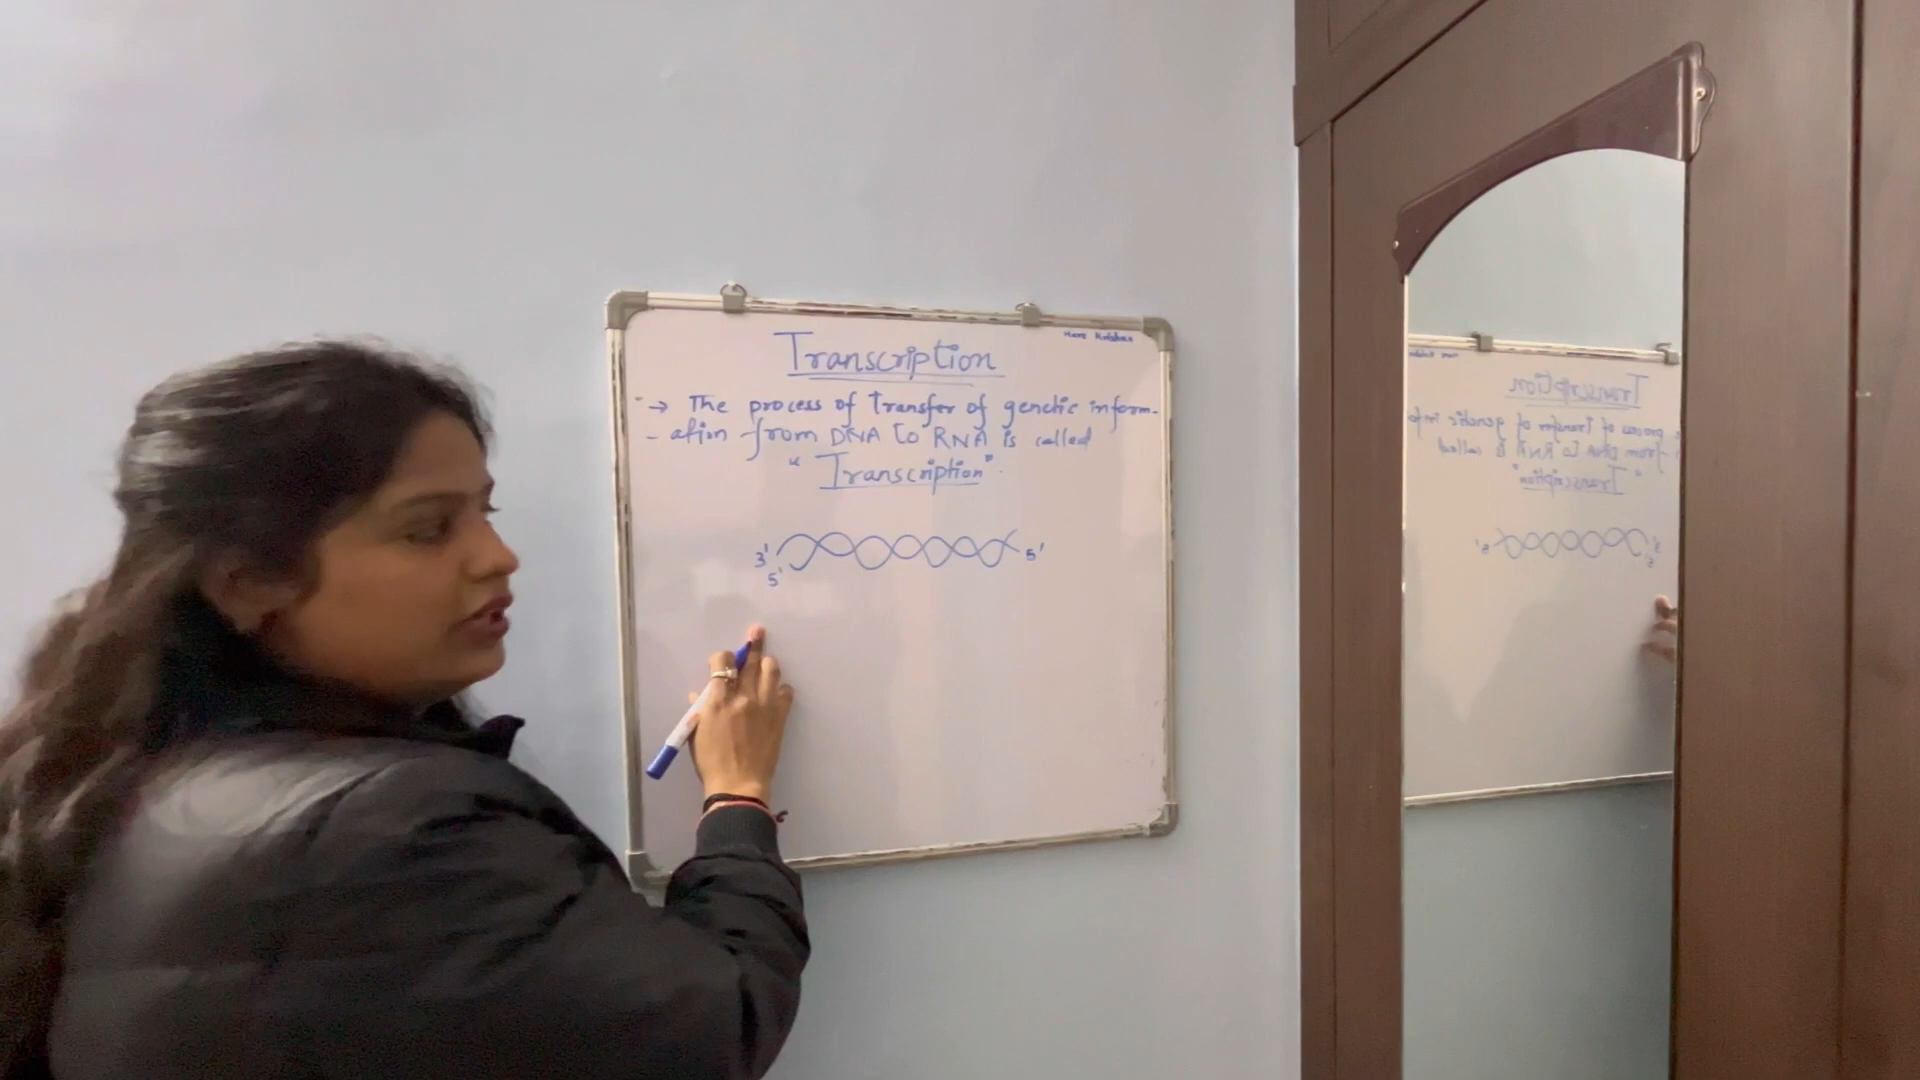 Hare Krishna
Transcription
→ The process of Transfer of genetic inform-
- ation from DNA to RNA is called
"Transcription".
3' 5'
5'